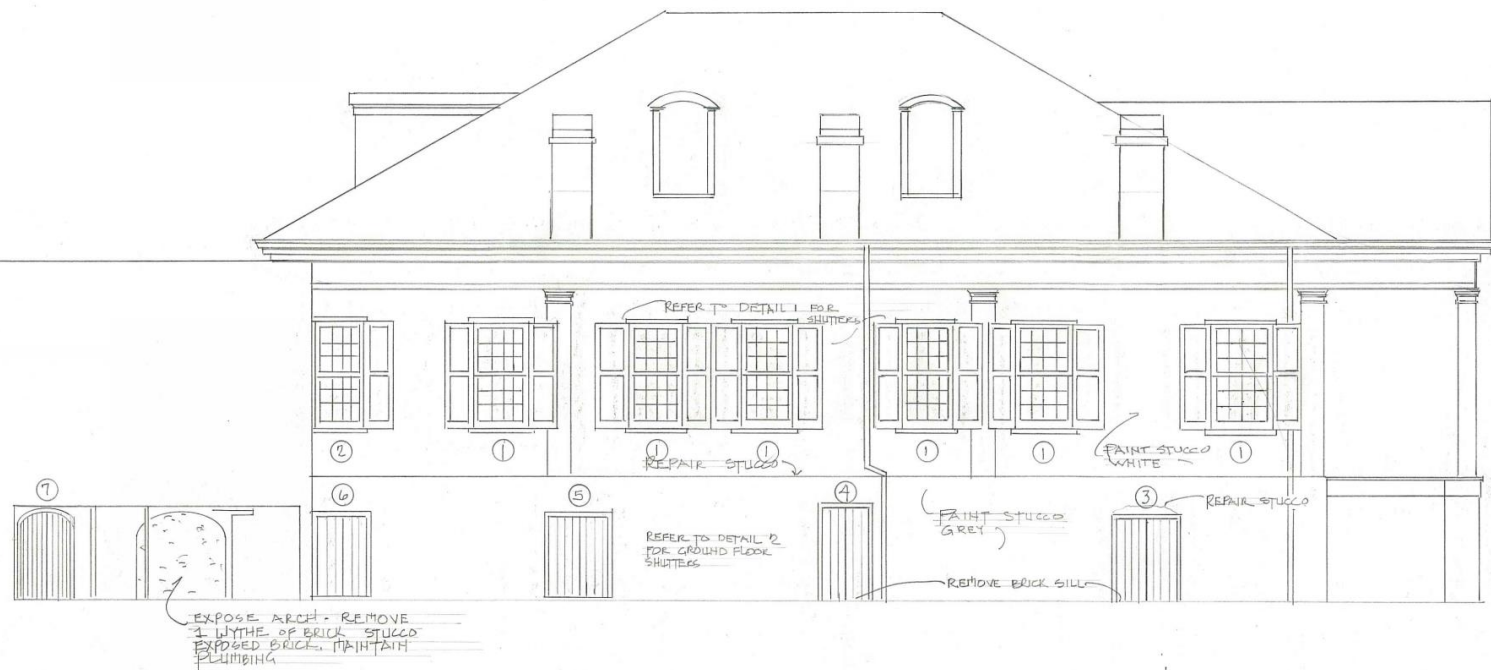 REFER TO DETAIL 1 FOR
SHUTTERS
2
1
1
1
1
1
1
REPAIR STUCCO
PAINT STUCCO
WHITE
7
6
5
4
3
REPAIR STUCCO
PAINT STUCCO
GREY
REFER TO DETAIL 2
FOR GROUND FLOOR
SHUTTERS
REMOVE BRICK SILL
EXPOSE ARCH - REMOVE
1 WYTHE OF BRICK STUCCO
EXPOSED BRICK. MAINTAIN
PLUMBING